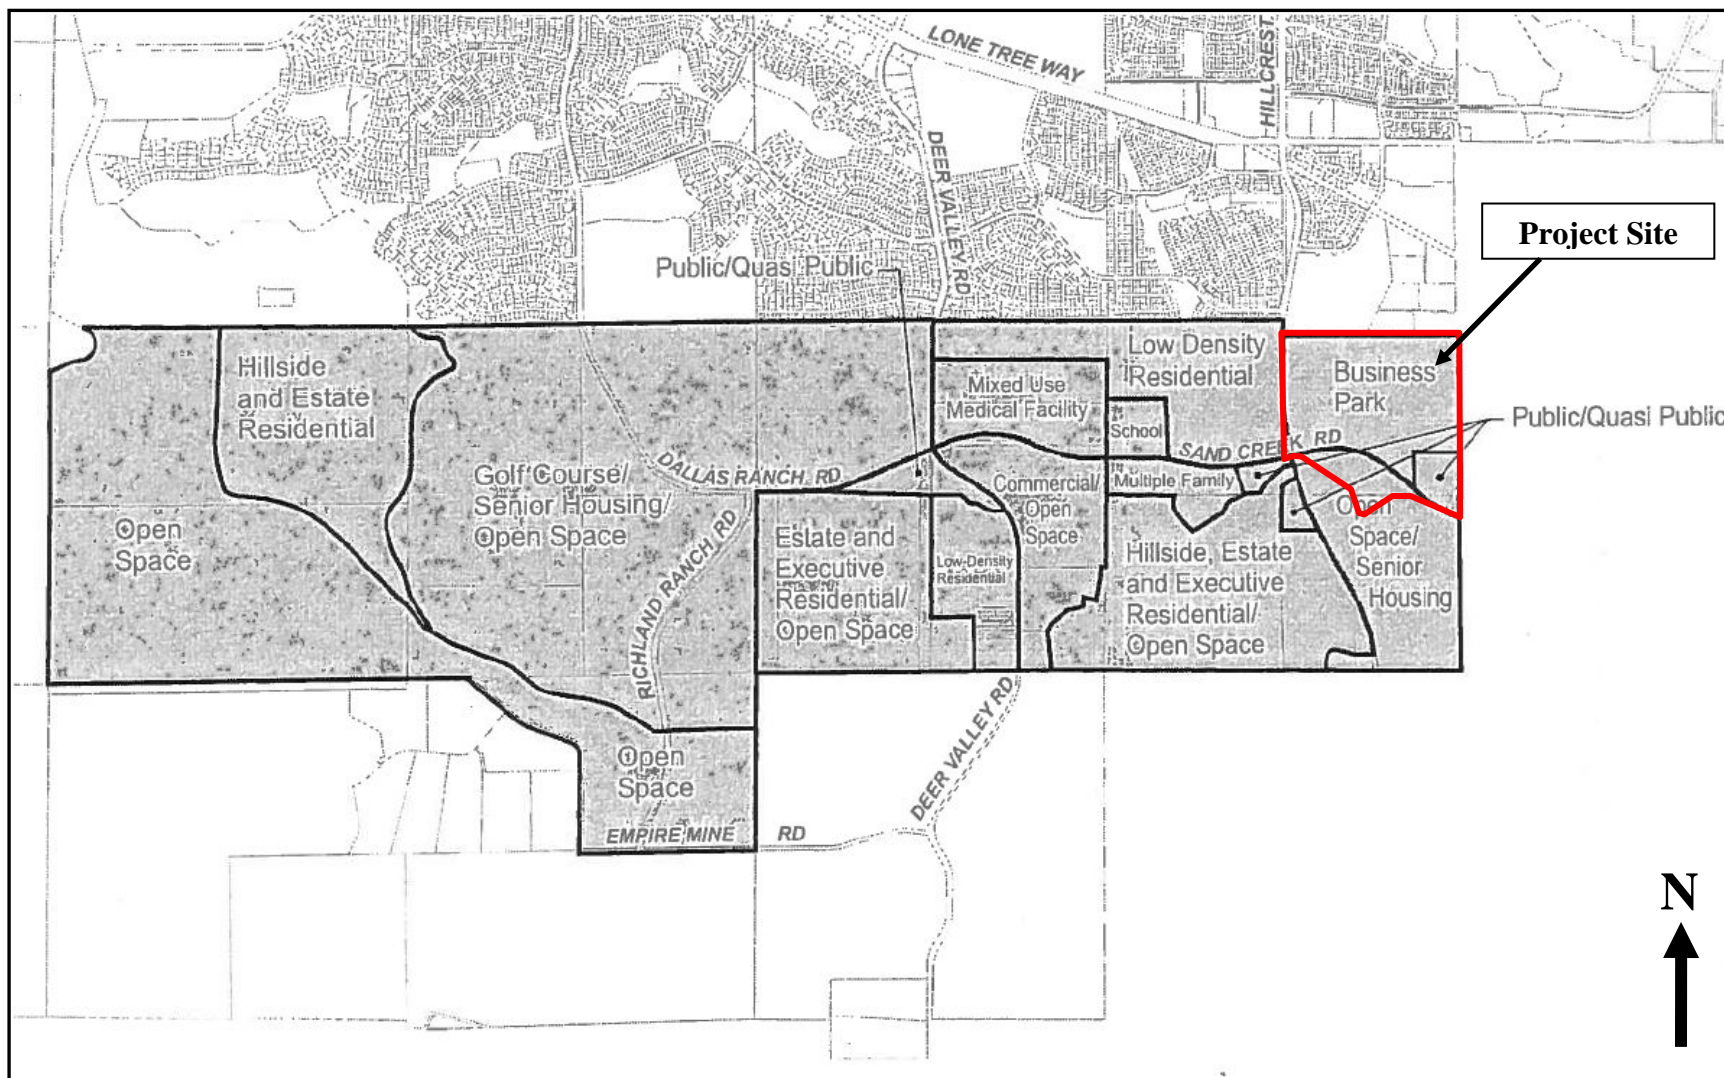 LONE TREE WAY
HILLCREST
DEER VALLEY RD
Project Site
Public/Quasi Public
Hillside
and Estate
Residential
Low Density
Residential
Mixed Use
Medical Facility
Business
Park
School
Public/Quasi Public
SAND CREEK RD
DALLAS RANCH RD
Golf Course/
Senior Housing/
Open Space
Commercial/
Open
Space
Multiple Family
Open
Space
RICHLAND RANCH RD
Estate and
Executive
Residential/
Open Space
Low-Density
Residential
Hillside, Estate
and Executive
Residential/
Open Space
Open
Space/
Senior
Housing
Open
Space
DEER VALLEY RD
EMPIRE MINE RD
N